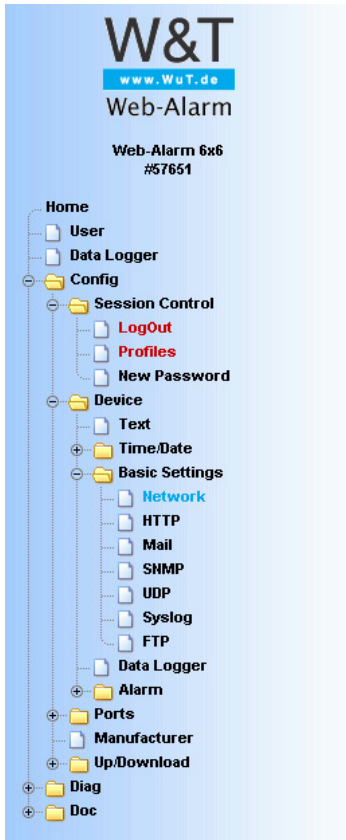 W&T
www.WuT.de
Web-Alarm
Web-Alarm 6x6
#57651
Home
User
Data Logger
Config
Session Control
LogOut
Profiles
New Password
Device
Text
Time/Date
Basic Settings
Network
HTTP
Mail
SNMP
UDP
Syslog
FTP
Data Logger
Alarm
Ports
Manufacturer
Up/Download
Diag
Doc